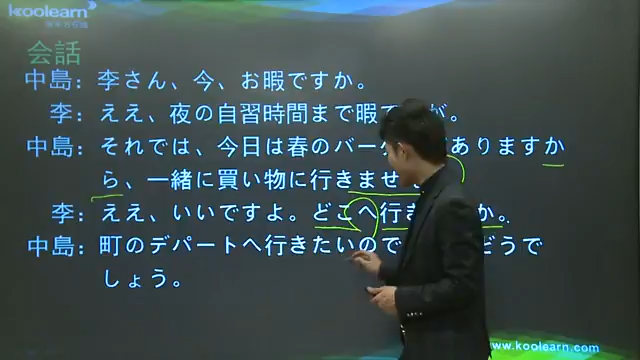 koolearn
会話
中島：李さん、今、お暇ですか。
李：ええ、夜の自習時間まで暇で が。
中島：それでは、今日は春のバー ありますか
ら、一緒に買い物に行きませ
李：ええ、いいですよ。どこへ行き か。
中島：町のデパートへ行きたいので どうで
しょう。
www.koolearn.com